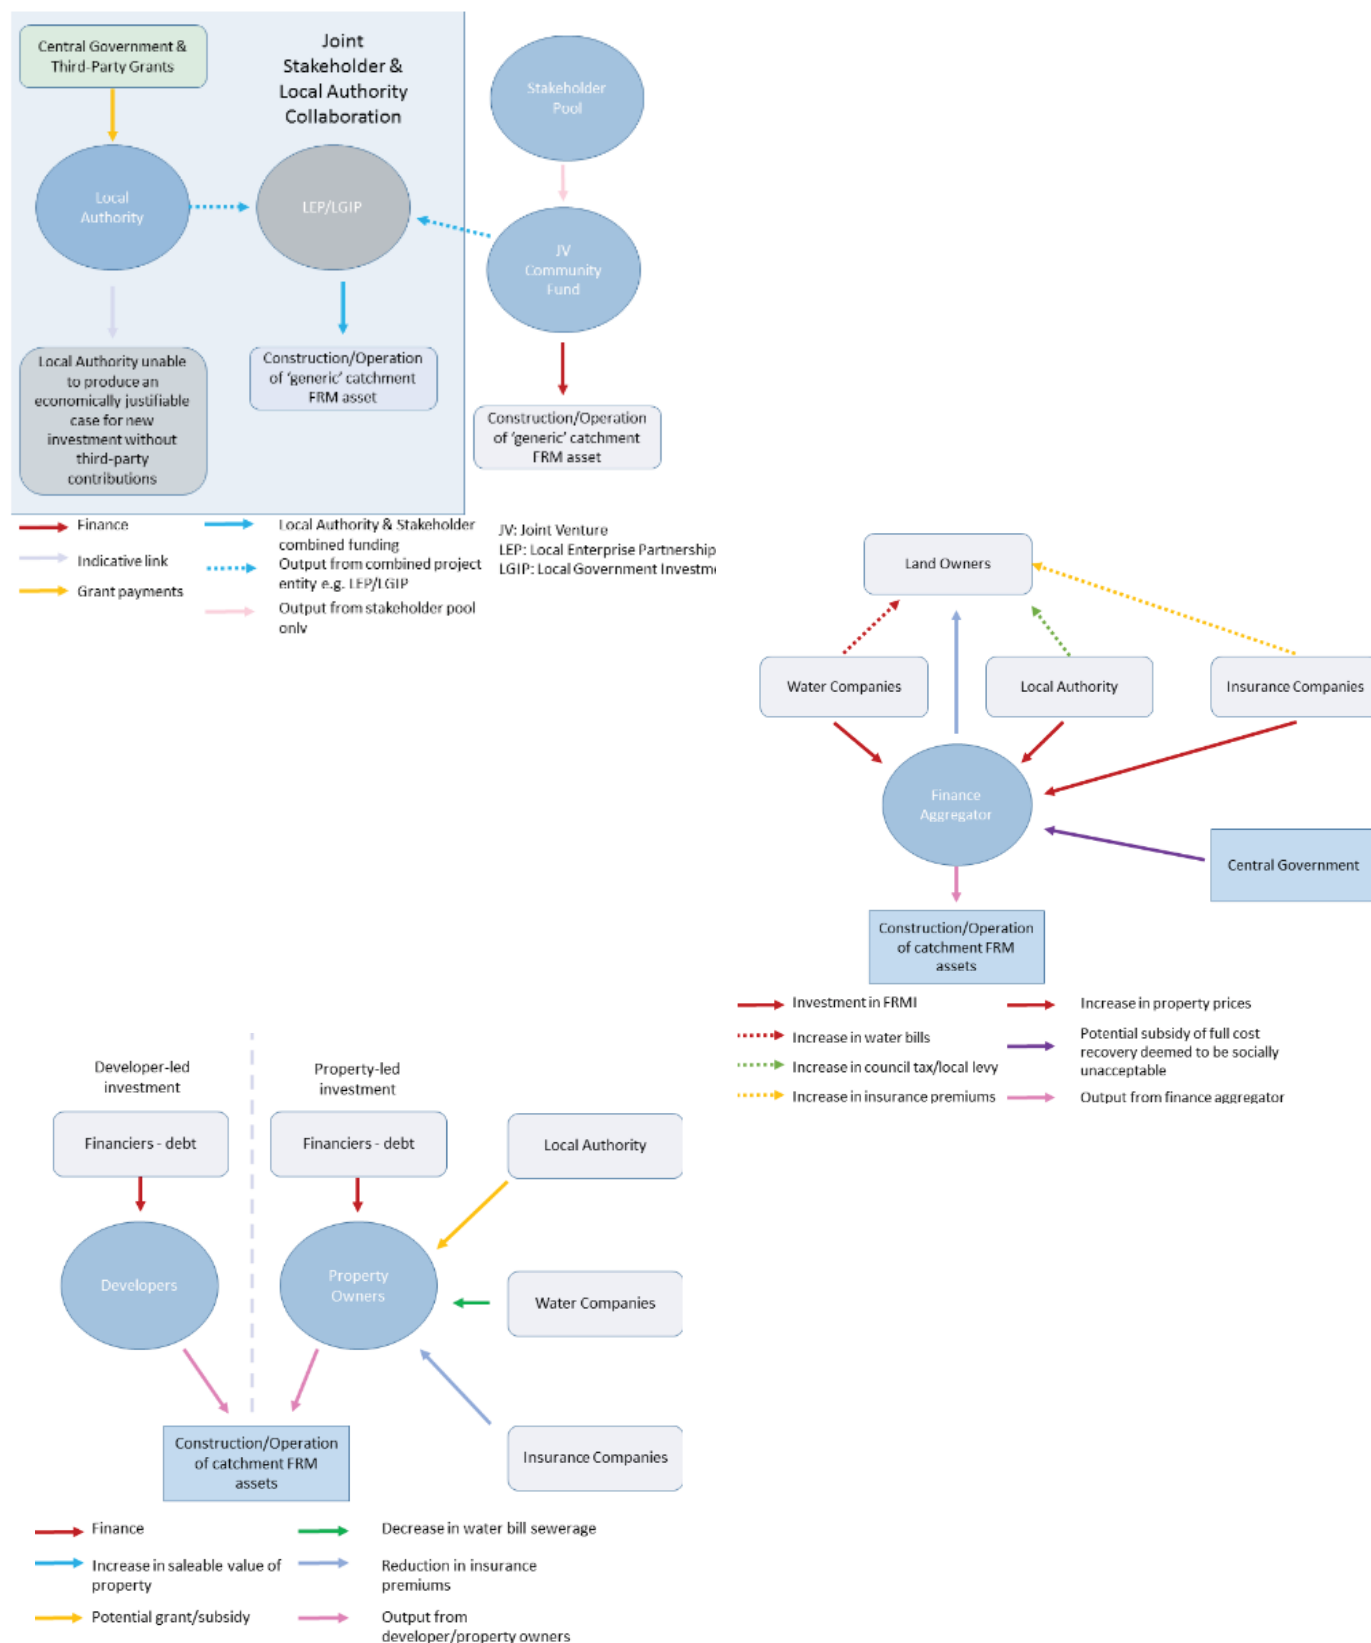 Central Government &
Third-Party Grants
Joint
Stakeholder &
Local Authority
Collaboration
Stakeholder
Pool
Local
Authority
LEP/LGIP
JV
Community
Fund
Local Authority unable
to produce an
economically justifiable
case for new
investment without
third-party
contributions
Construction/Operation
of 'generic' catchment
FRM asset
Construction/Operation
of 'generic' catchment
FRM asset
Finance
Indicative link
Grant payments
Local Authority & Stakeholder
combined funding
Output from combined project
entity e.g. LEP/LGIP
Output from stakeholder pool
only
JV: Joint Venture
LEP: Local Enterprise Partnership
LGIP: Local Government
Land Owners
Water Companies
Local Authority
Insurance Companies
Finance
Aggregator
Central Government
Construction/Operation
of catchment FRM
assets
Investment in FRMI
Increase in water bills
Increase in council tax/local levy
Increase in insurance premiums
Increase in property prices
Potential subsidy of full cost
recovery deemed to be socially
unacceptable
Output from finance aggregator
Developer-led
investment
Property-led
investment
Financiers - debt
Financiers - debt
Local Authority
Developers
Property
Owners
Water Companies
Construction/Operation
of catchment FRM
assets
Insurance Companies
Finance
Increase in saleable value of
property
Potential grant/subsidy
Decrease in water bill sewerage
Reduction in insurance
premiums
Output from
developer/property owners